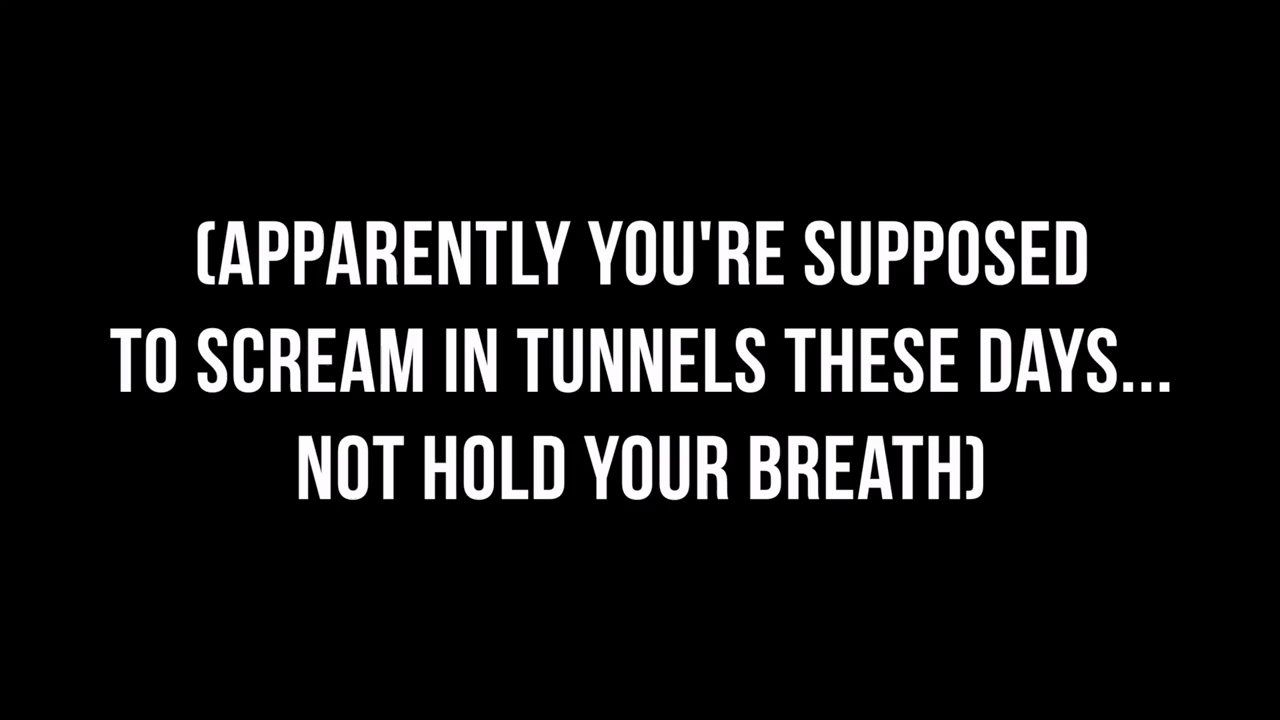 (APPARENTLY YOU'RE SUPPOSED
TO SCREAM IN TUNNELS THESE DAYS...
NOT HOLD YOUR BREATH)